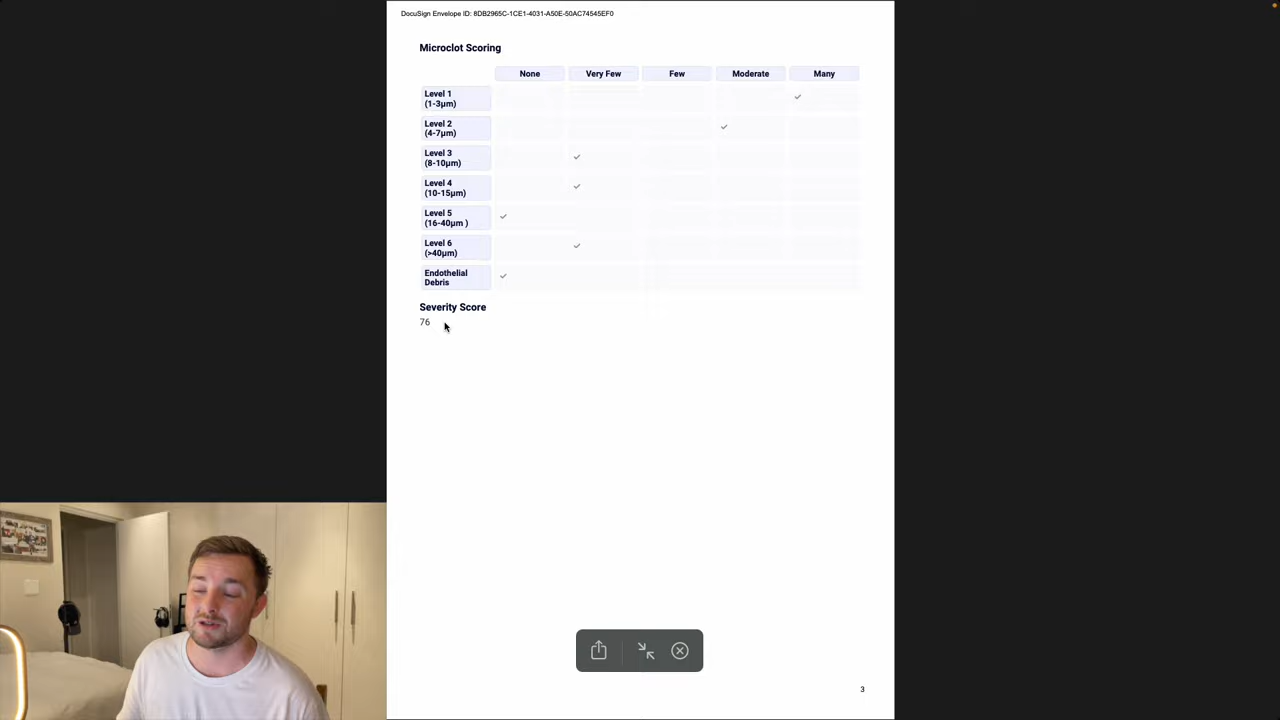 DocuSign Envelope ID: 8DB2965C-1CE1-4031-A50E-50AC74545EF0
Microclot Scoring
None Very Few Few Moderate Many
Level 1
(1-3µm)
Level 2
(4-7µm)
Level 3
(8-10µm)
Level 4
(10-15µm)
Level 5
(16-40µm )
Level 6
(>40µm)
Endothelial
Debris
Severity Score
76
3